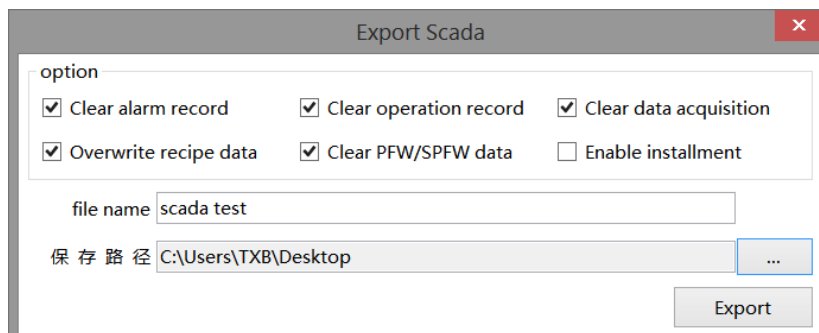 Export Scada
option
Clear alarm record Clear operation record Clear data acquisition
Overwrite recipe data Clear PFW/SPFW data Enable installment
file name scada test
保存路径 C:\Users\TXB\Desktop ...
Export